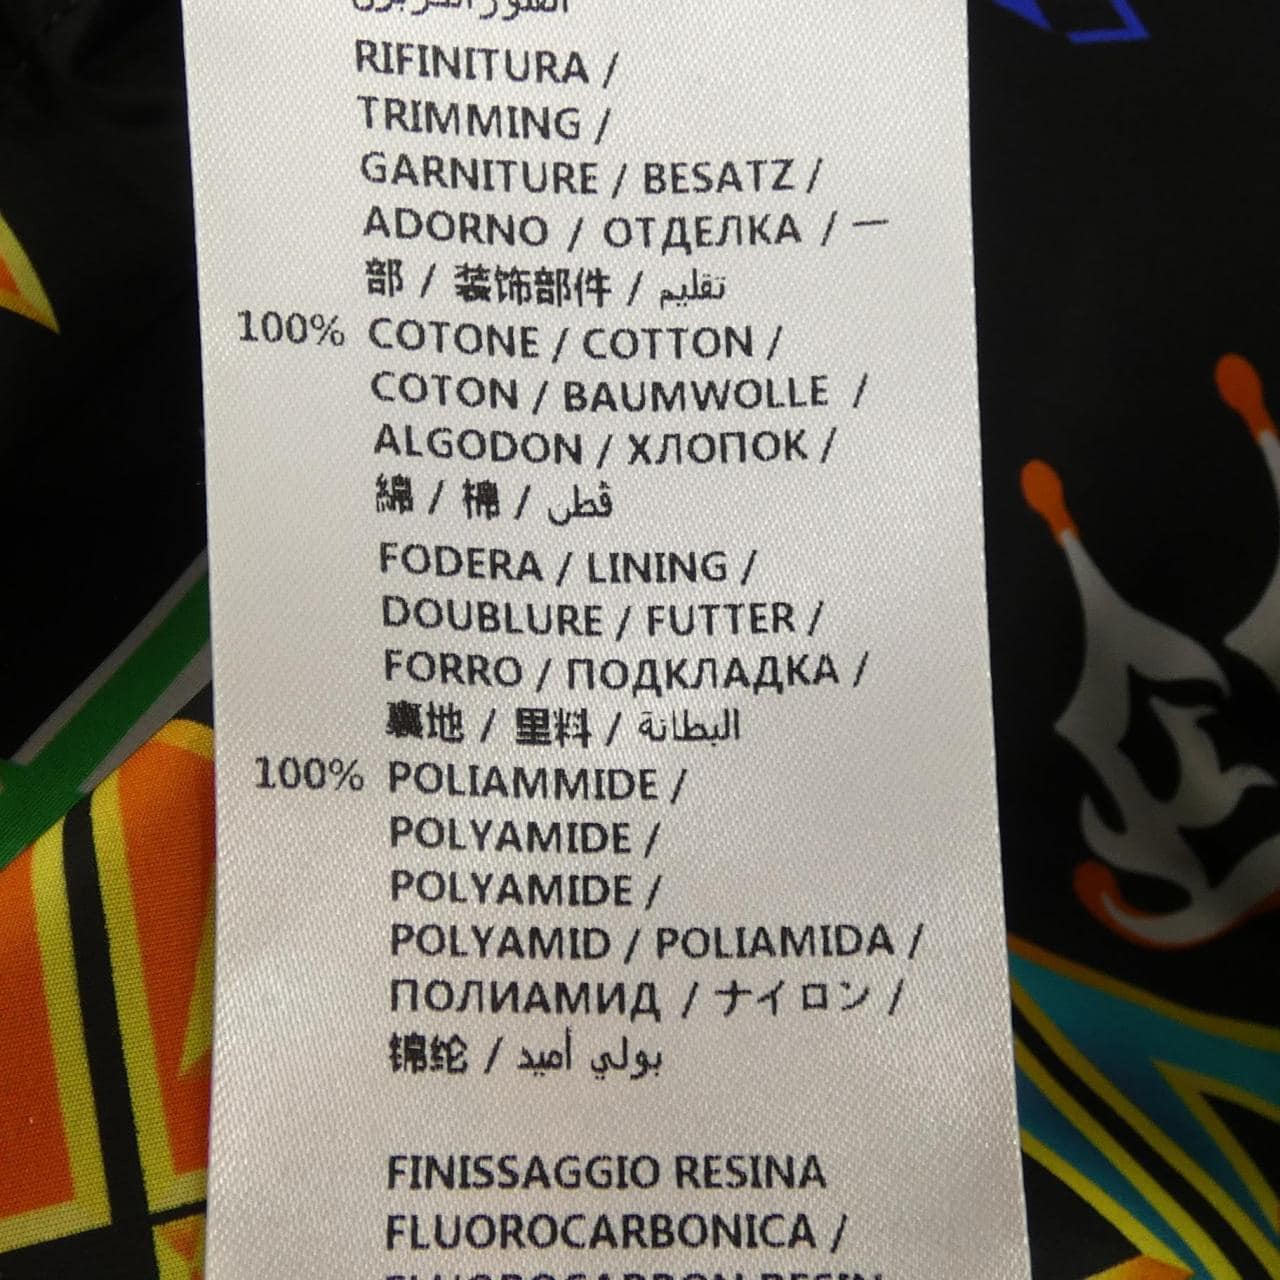 RIFINITURA /
TRIMMING /
GARNITURE / BESATZ /
ADORNO / ОТДЕЛКА / 一
部 / 装饰部件 / تقليم
100% COTONE / COTTON /
COTON / BAUMWOLLE /
ALGODON / ХЛОПОК /
綿 / 棉 / قطن
FODERA / LINING /
DOUBLURE / FUTTER /
FORRO / ПОДКЛАДКА /
裏地 / 里料 / البطانة
100% POLIAMMIDE /
POLYAMIDE /
POLYAMIDE /
POLYAMID / POLIAMIDA /
ПОЛИАМИД / ナイロン /
锦纶 / بولي أميد
FINISSAGGIO RESINA
FLUOROCARBONICA /